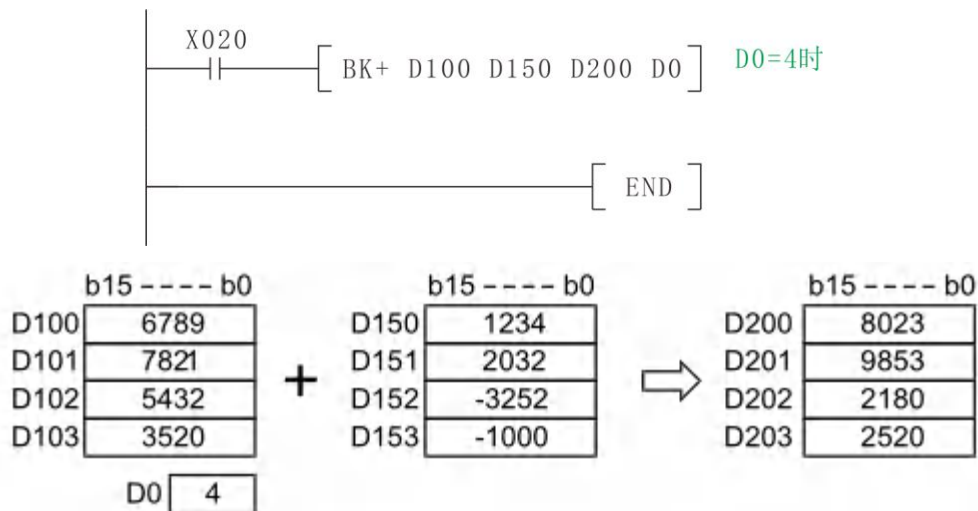 X020
BK+ D100 D150 D200 D0 D0=4时
END
b15 ---- b0 b15 ---- b0 b15 ---- b0
D100 6789 D150 1234 D200 8023
D101 7821 + D151 2032 D201 9853
D102 5432 D152 -3252 D202 2180
D103 3520 D153 -1000 D203 2520
D0 4